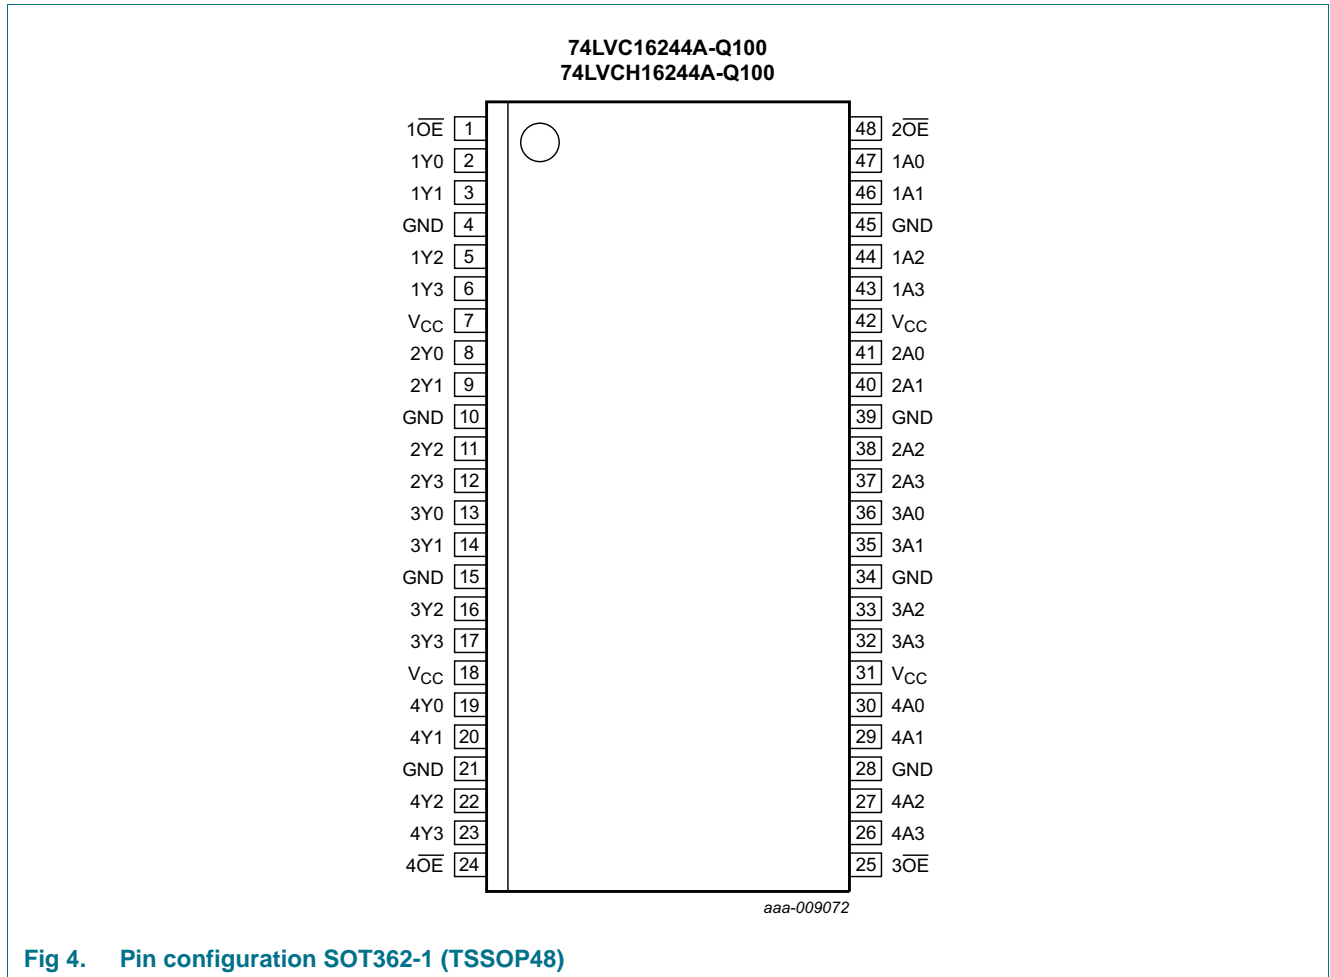 74LVC16244A-Q100
74LVCH16244A-Q100
1O̅E̅ 1 48 2O̅E̅
1Y0 2 47 1A0
1Y1 3 46 1A1
GND 4 45 GND
1Y2 5 44 1A2
1Y3 6 43 1A3
VCC 7 42 VCC
2Y0 8 41 2A0
2Y1 9 40 2A1
GND 10 39 GND
2Y2 11 38 2A2
2Y3 12 37 2A3
3Y0 13 36 3A0
3Y1 14 35 3A1
GND 15 34 GND
3Y2 16 33 3A2
3Y3 17 32 3A3
VCC 18 31 VCC
4Y0 19 30 4A0
4Y1 20 29 4A1
GND 21 28 GND
4Y2 22 27 4A2
4Y3 23 26 4A3
4O̅E̅ 24 25 3O̅E̅
aaa-009072
Fig 4. Pin configuration SOT362-1 (TSSOP48)